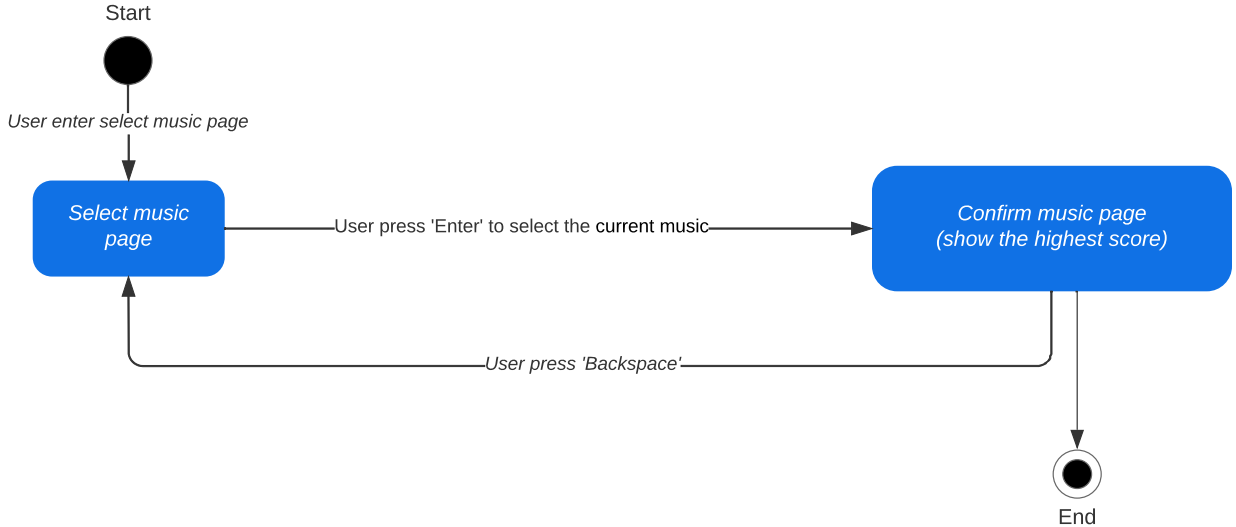 Start
User enter select music page
Select music
page
User press 'Enter' to select the current music
Confirm music page
(show the highest score)
User press 'Backspace'
End